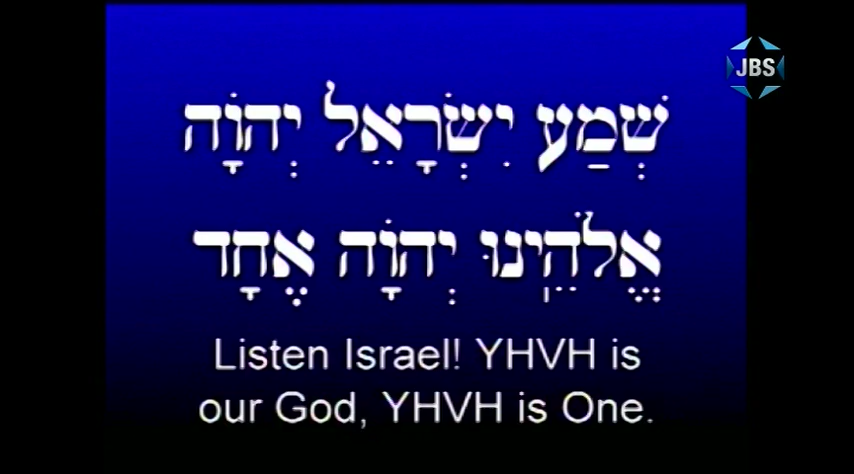 JBS
שְׁמַע יִשְׂרָאֵל יְהוָֹה
אֱלֹהֵֽינוּ יְהוָֹה אֶחָד
Listen Israel! YHVH is
our God, YHVH is One.